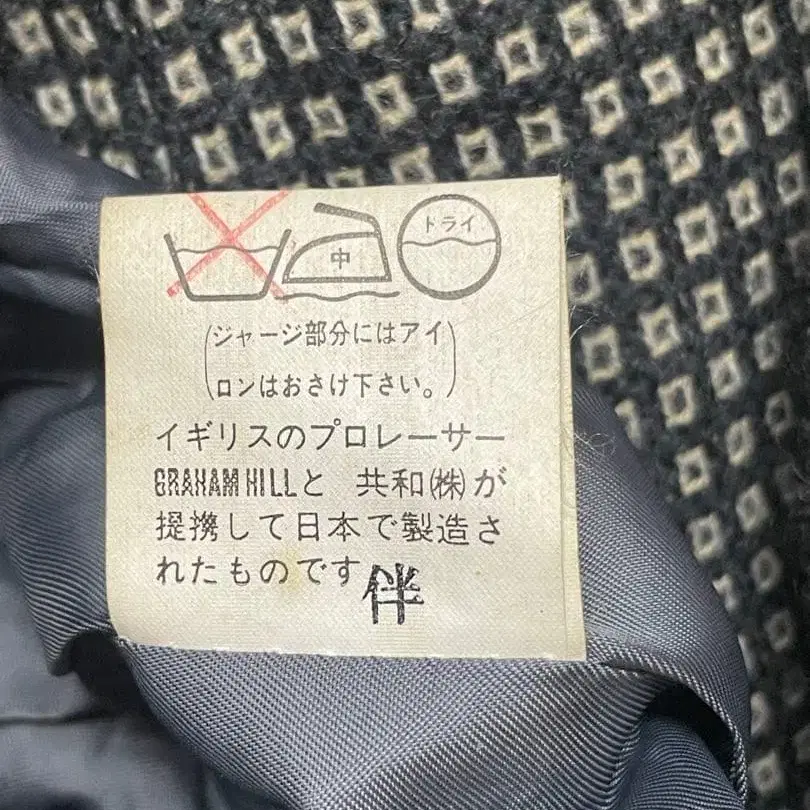 中 ドライ
(ジャージ部分にはアイ
ロンはおさけ下さい。)
イギリスのプロレーサー
GRAHAM HILLと 共和㈱が
提携して日本で製造さ
れたものです
伴